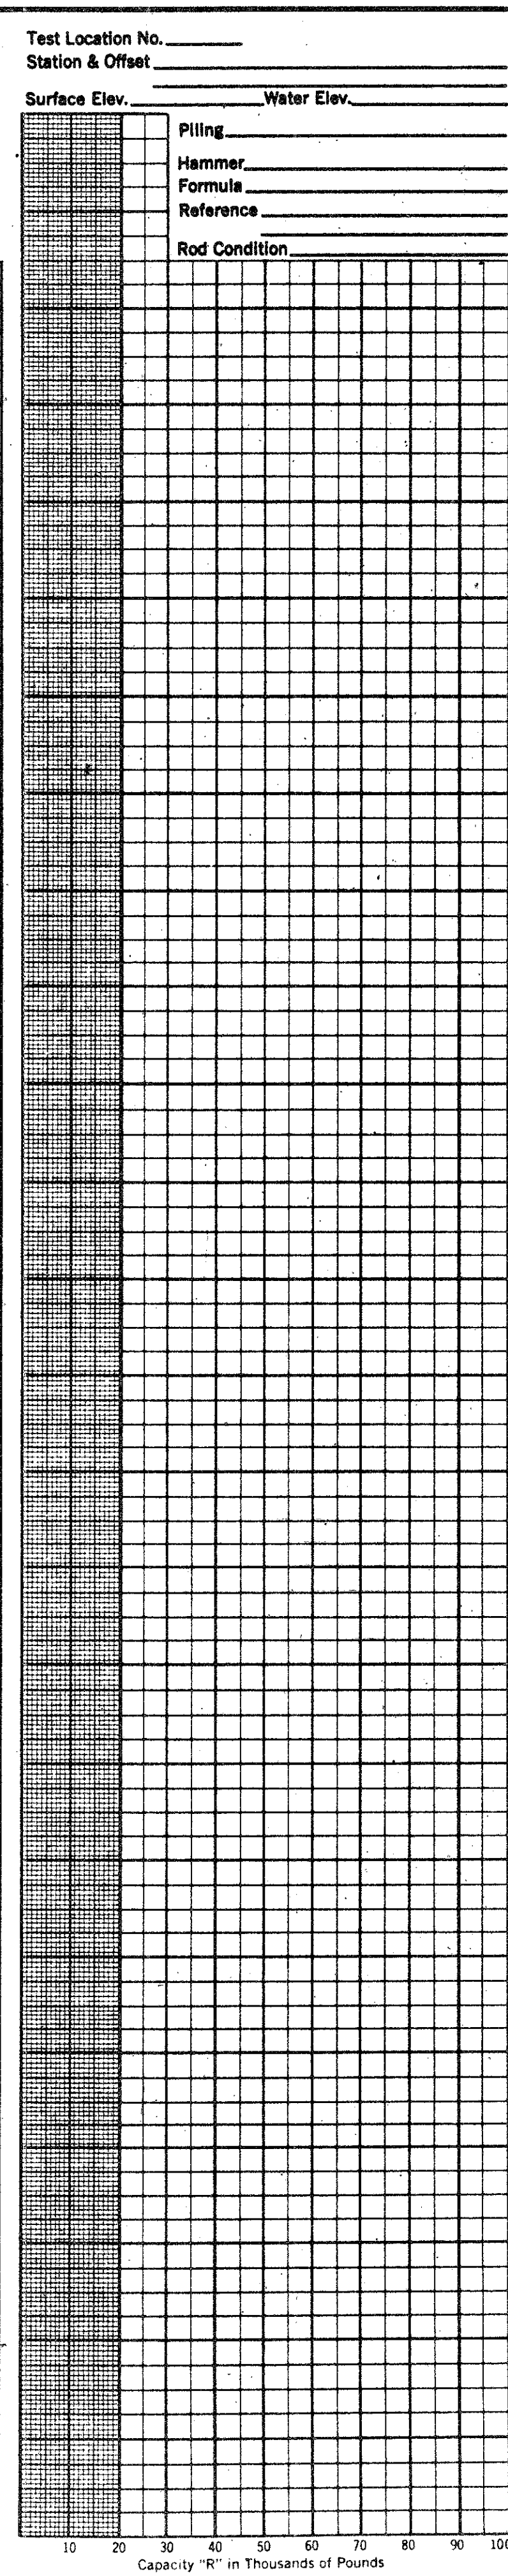 Test Location No.
Station & Offset
Surface Elev. Water Elev.
Piling
Hammer
Formula
Reference
Rod Condition
10 20 30 40 50 60 70 80 90 100
Capacity "R" in Thousands of Pounds